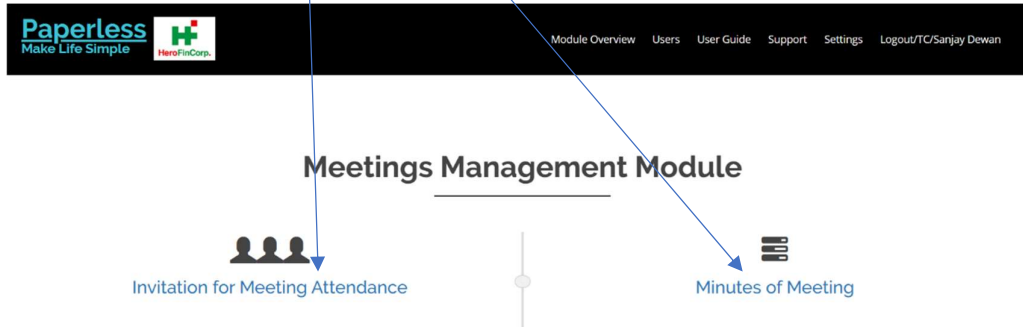 Paperless
Make Life Simple
HeroFinCorp.
Module Overview Users User Guide Support Settings Logout/TC/Sanjay Dewan
Meetings Management Module
Invitation for Meeting Attendance
Minutes of Meeting